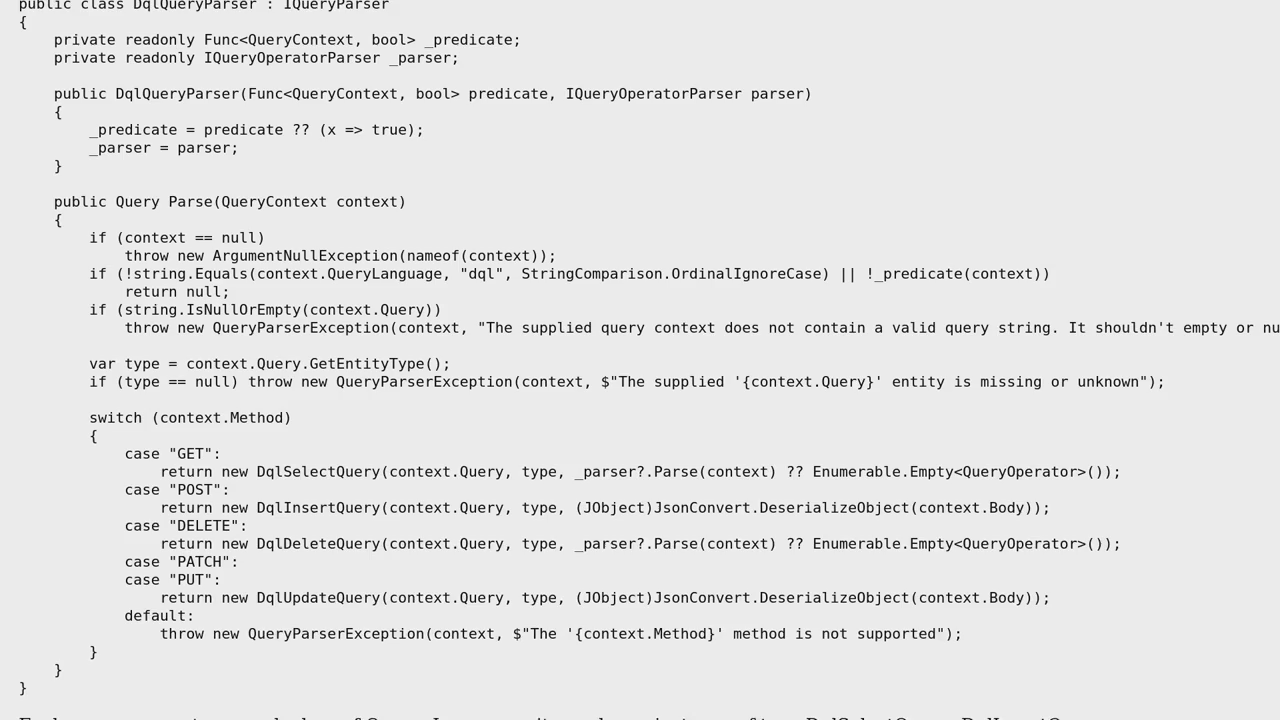 public class DqlQueryParser : IQueryParser
{
    private readonly Func<QueryContext, bool> _predicate;
    private readonly IQueryOperatorParser _parser;

    public DqlQueryParser(Func<QueryContext, bool> predicate, IQueryOperatorParser parser)
    {
        _predicate = predicate ?? (x => true);
        _parser = parser;
    }

    public Query Parse(QueryContext context)
    {
        if (context == null)
            throw new ArgumentNullException(nameof(context));
        if (!string.Equals(context.QueryLanguage, "dql", StringComparison.OrdinalIgnoreCase) || !_predicate(context))
            return null;
        if (string.IsNullOrEmpty(context.Query))
            throw new QueryParserException(context, "The supplied query context does not contain a valid query string. It shouldn't empty or nu

        var type = context.Query.GetEntityType();
        if (type == null) throw new QueryParserException(context, $"The supplied '{context.Query}' entity is missing or unknown");

        switch (context.Method)
        {
            case "GET":
                return new DqlSelectQuery(context.Query, type, _parser?.Parse(context) ?? Enumerable.Empty<QueryOperator>());
            case "POST":
                return new DqlInsertQuery(context.Query, type, (JObject)JsonConvert.DeserializeObject(context.Body));
            case "DELETE":
                return new DqlDeleteQuery(context.Query, type, _parser?.Parse(context) ?? Enumerable.Empty<QueryOperator>());
            case "PATCH":
            case "PUT":
                return new DqlUpdateQuery(context.Query, type, (JObject)JsonConvert.DeserializeObject(context.Body));
            default:
                throw new QueryParserException(context, $"The '{context.Method}' method is not supported");
        }
    }
}